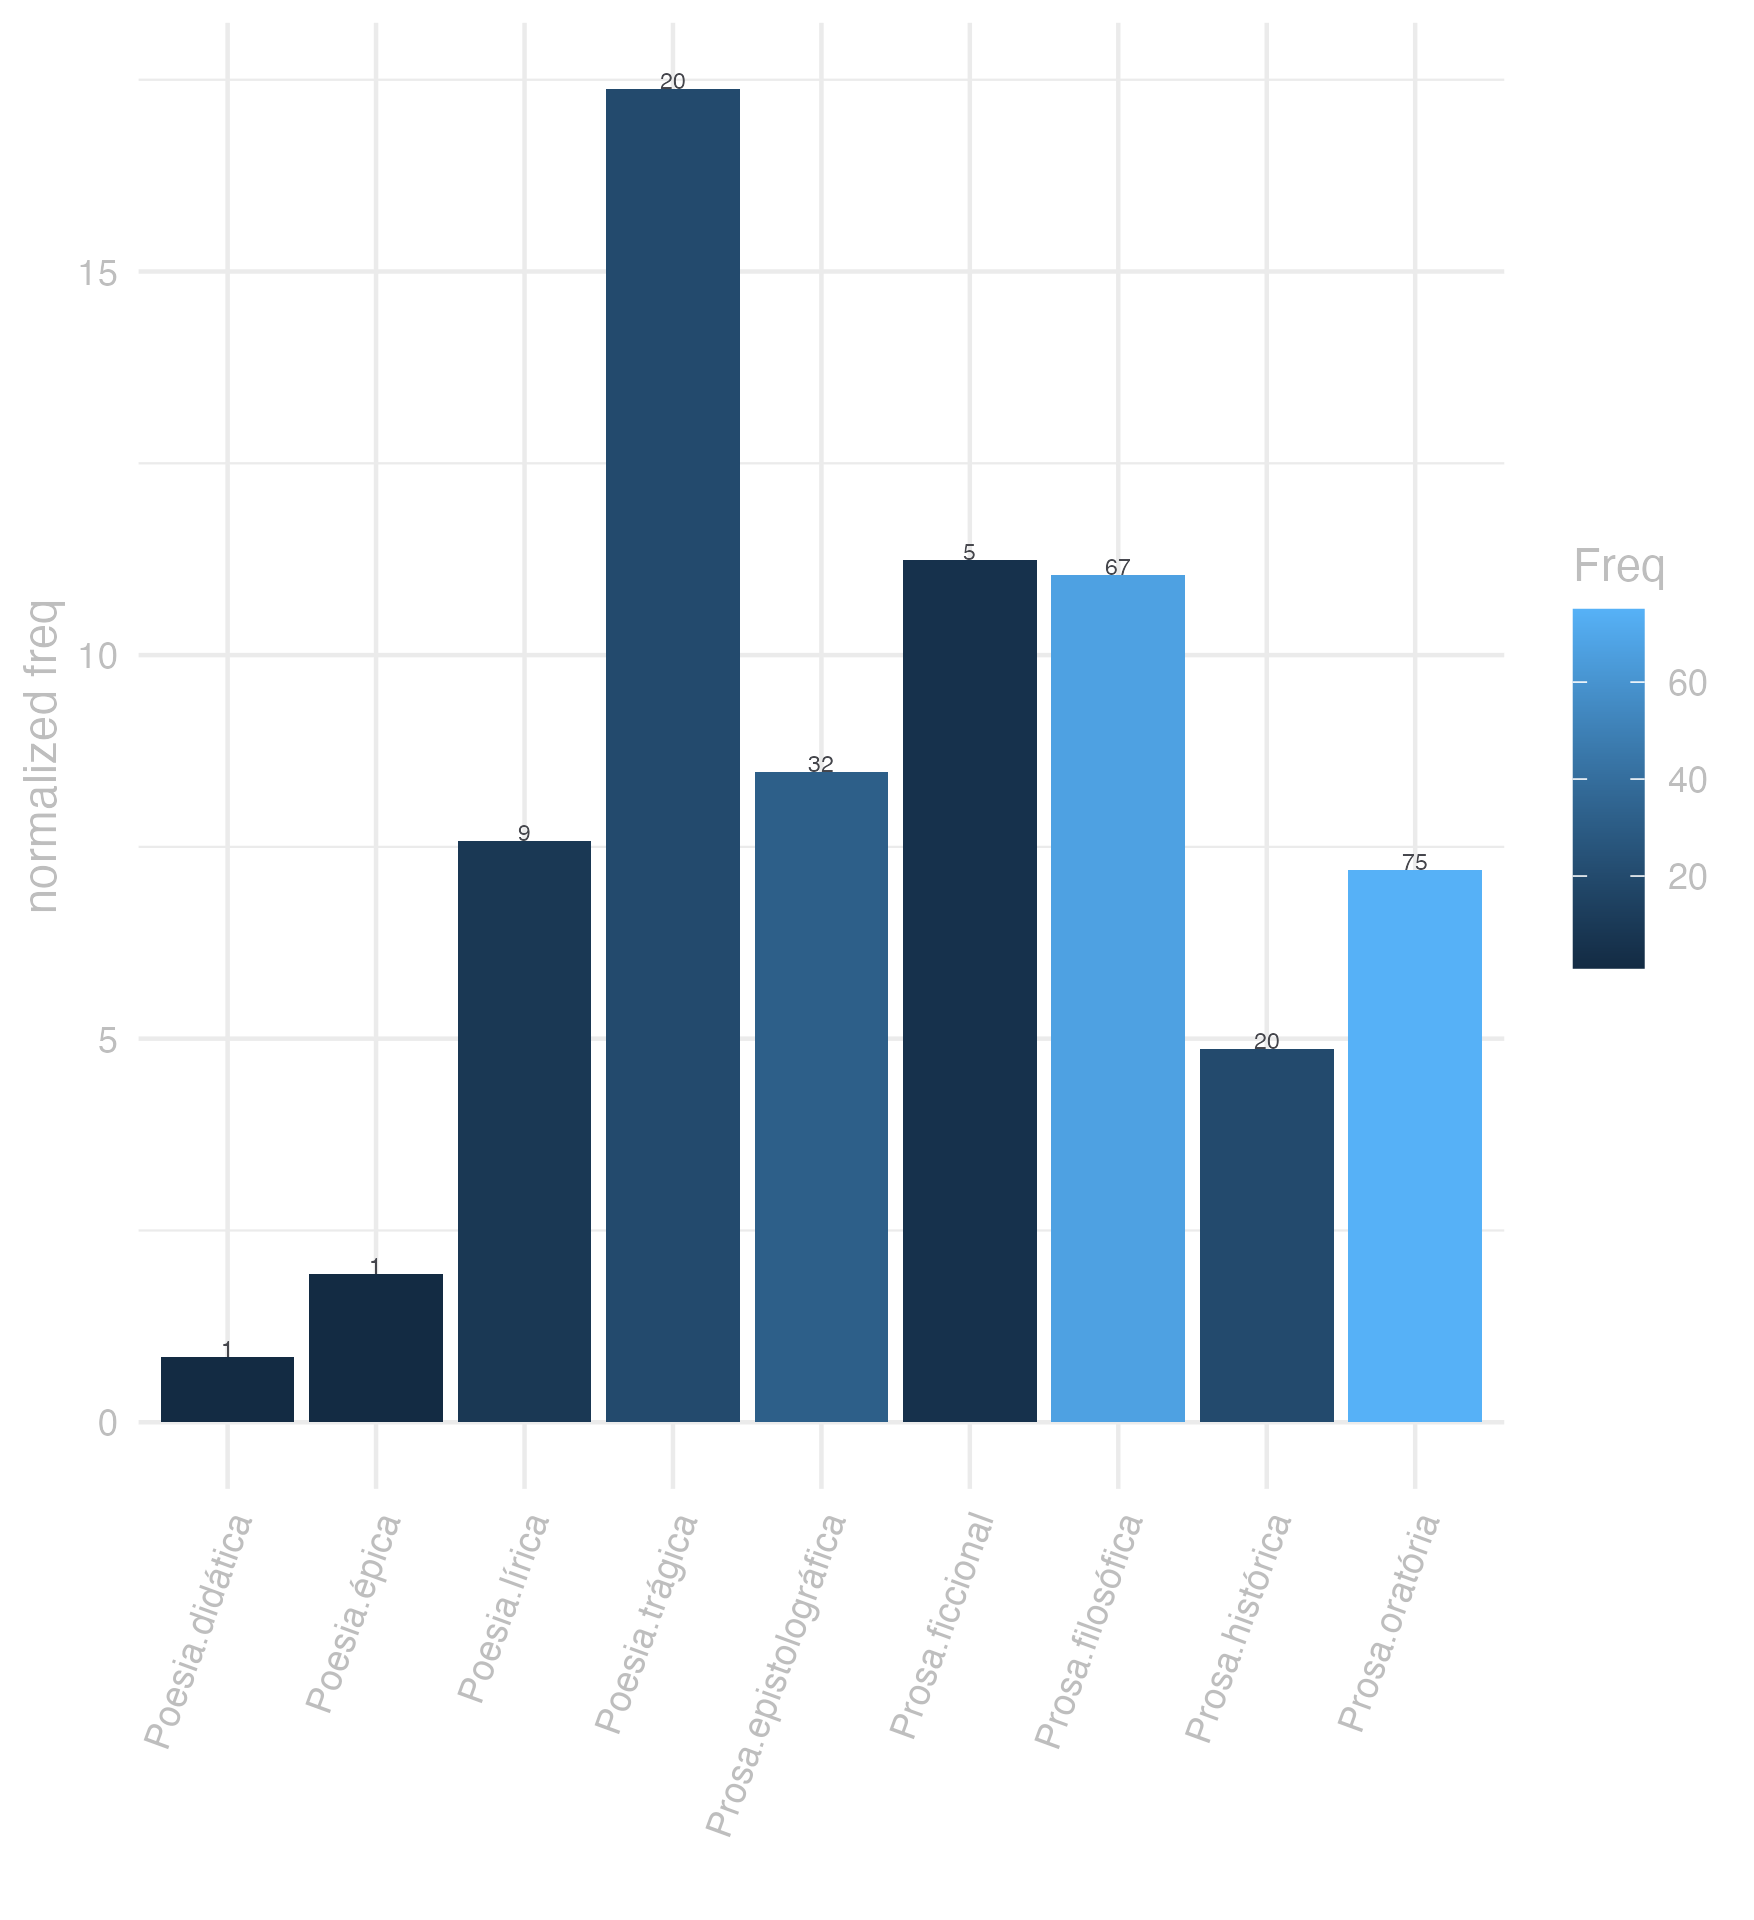 normalized freq
15
10
5
0
20
5
67
32
9
75
20
1
1
Poesia.didática
Poesia.épica
Poesia.lírica
Poesia.trágica
Prosa.epistolográfica
Prosa.ficcional
Prosa.filosófica
Prosa.histórica
Prosa.oratória
Freq
60
40
20